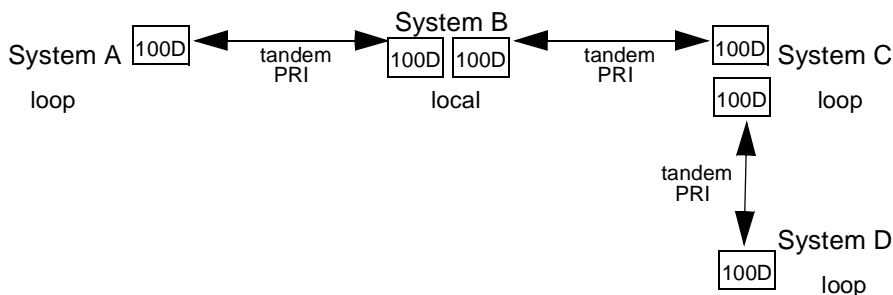 System A
100D
tandem
PRI
System B
100D
100D
tandem
PRI
100D
System C
loop
local
100D
loop
tandem
PRI
System D
100D
loop